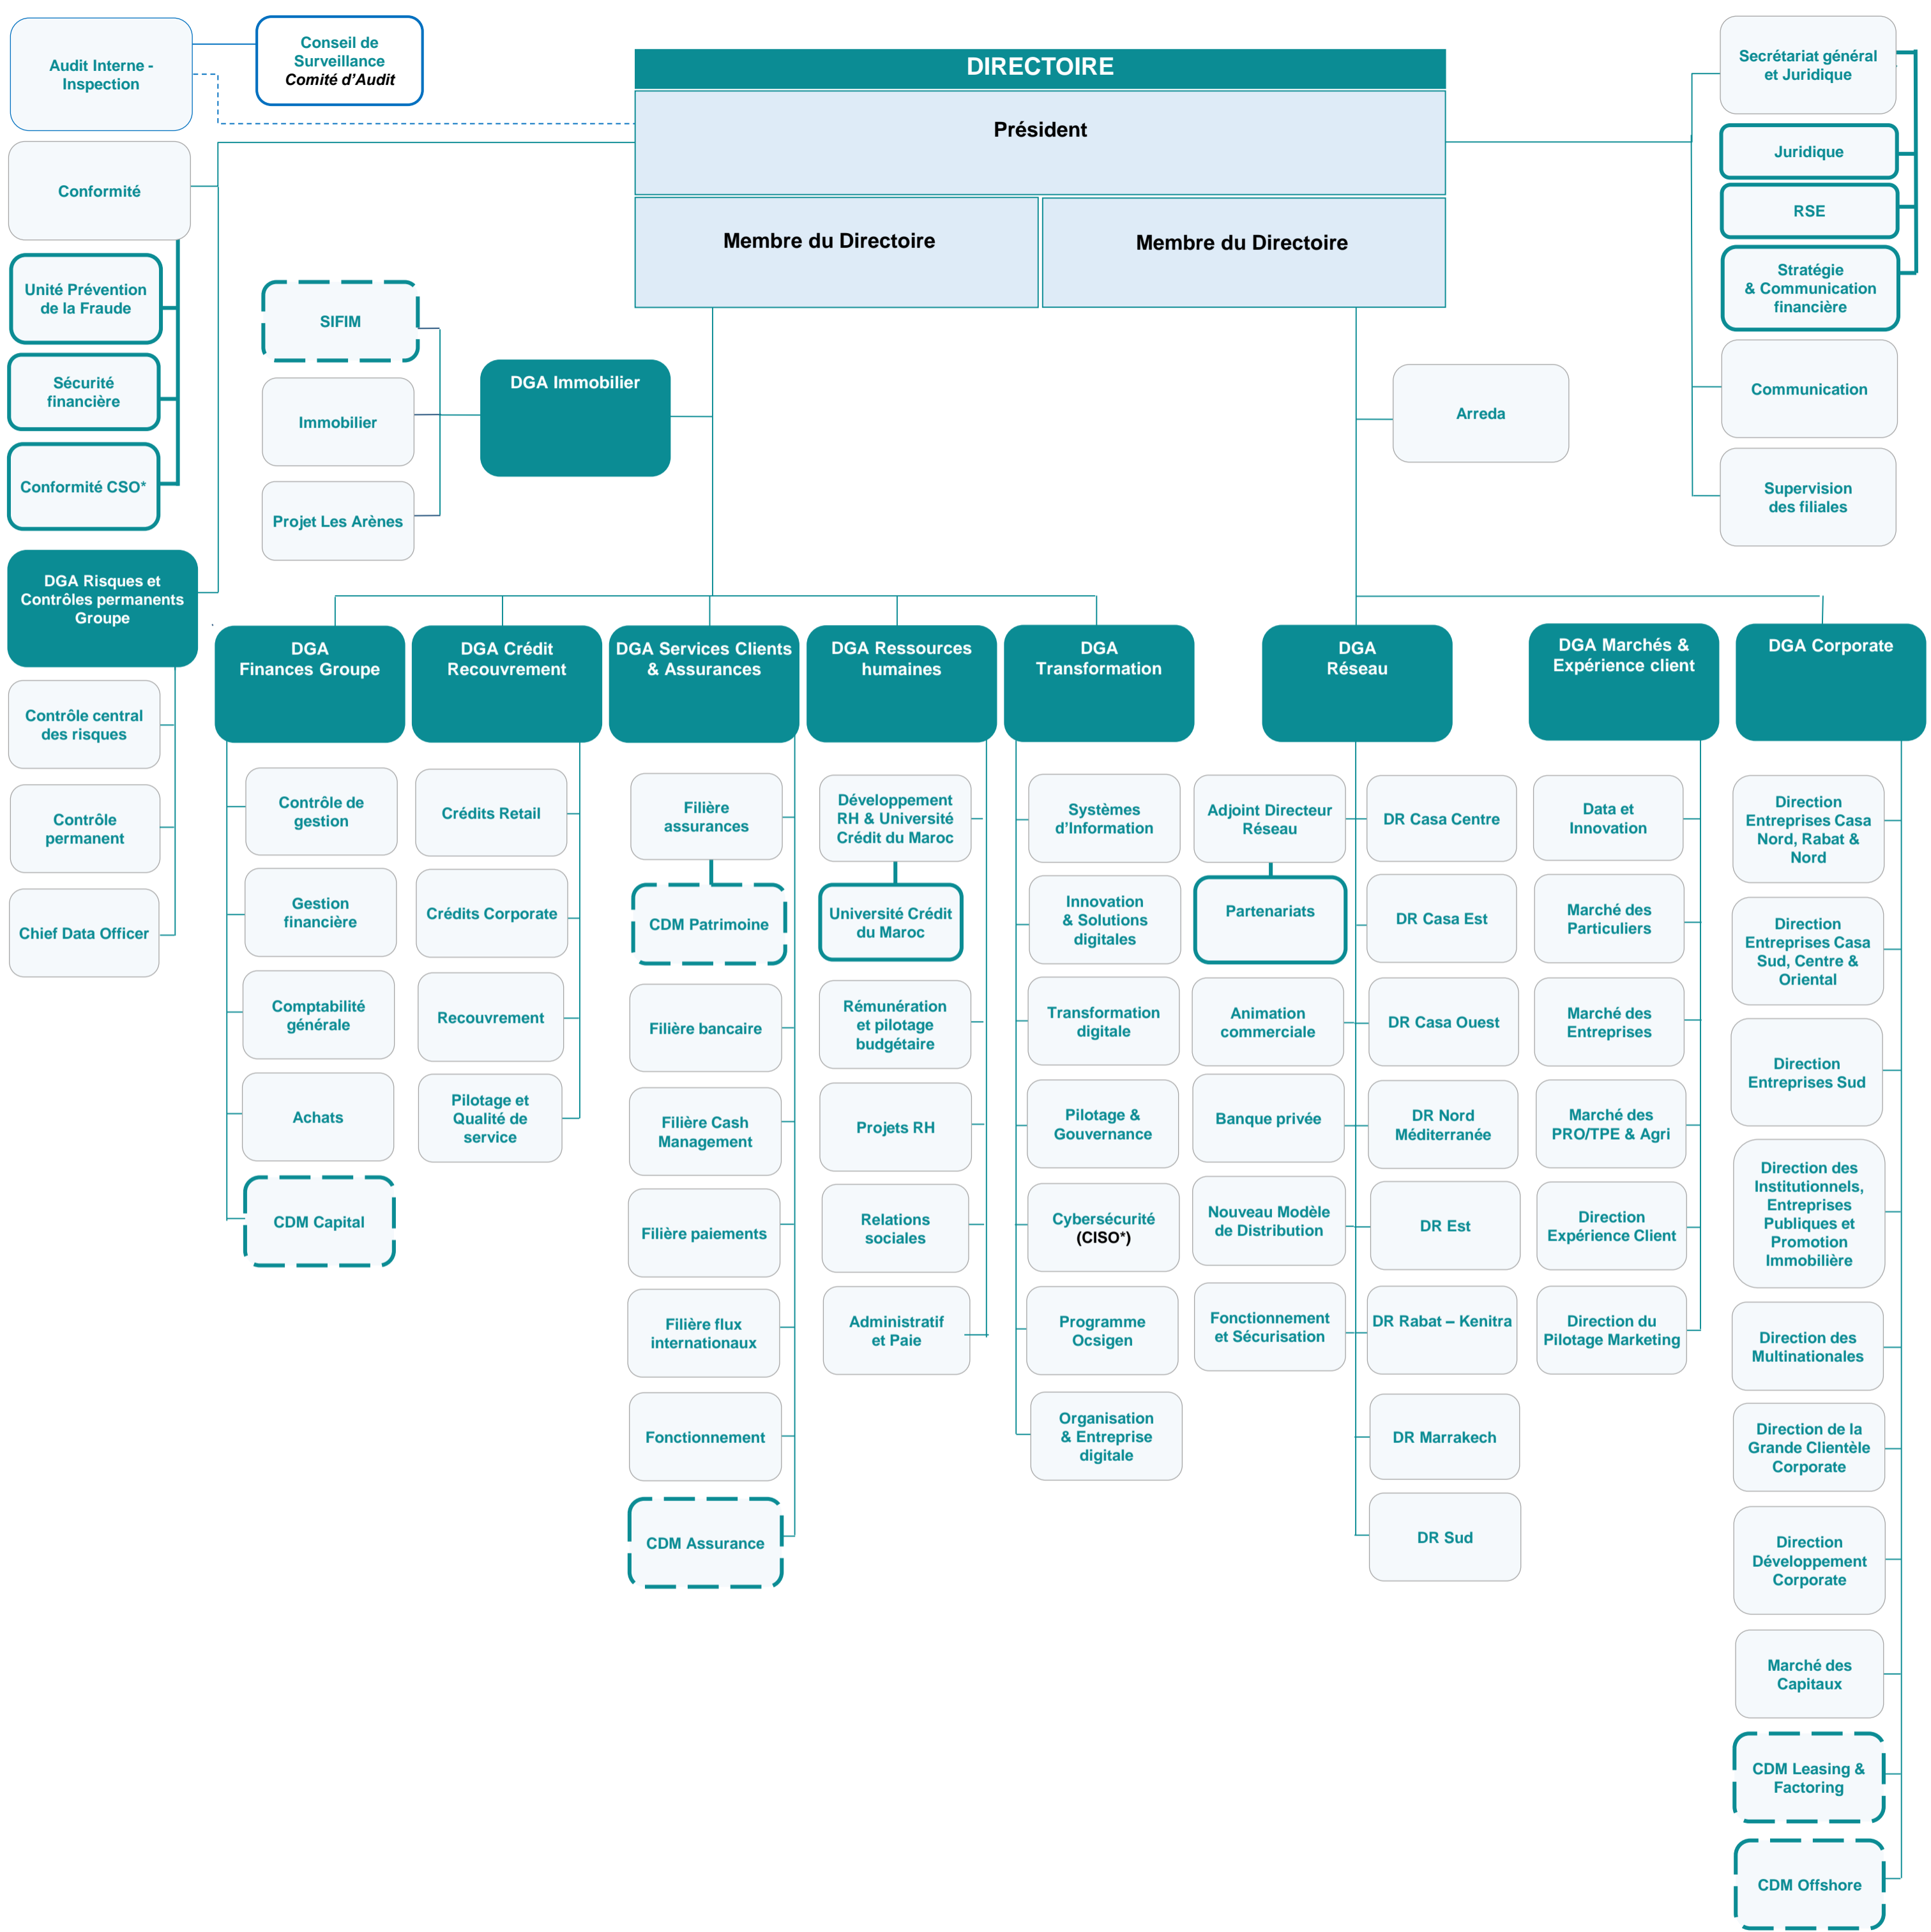 Audit Interne -
Inspection
Conseil de
Surveillance
Comité d'Audit
DIRECTOIRE
Président
Membre du Directoire
Membre du Directoire
Secrétariat général
et Juridique
Juridique
RSE
Stratégie
& Communication
financière
Communication
Supervision
des filiales
Conformité
Unité Prévention
de la Fraude
Sécurité
financière
Conformité CSO*
SIFIM
Immobilier
Projet Les Arènes
DGA Immobilier
Arreda
DGA Risques et
Contrôles permanents
Groupe
Contrôle central
des risques
Contrôle
permanent
Chief Data Officer
DGA
Finances Groupe
Contrôle de
gestion
Gestion
financière
Comptabilité
générale
Achats
CDM Capital
DGA Crédit
Recouvrement
Crédits Retail
Crédits Corporate
Recouvrement
Pilotage et
Qualité de
service
DGA Services Clients
& Assurances
Filière
assurances
CDM Patrimoine
Filière bancaire
Filière Cash
Management
Filière paiements
Filière flux
internationaux
Fonctionnement
CDM Assurance
DGA Ressources
humaines
Développement
RH & Université
Crédit du Maroc
Université Crédit
du Maroc
Rémunération
et pilotage
budgétaire
Projets RH
Relations
sociales
Administratif
et Paie
DGA
Transformation
Systèmes
d'Information
Innovation
& Solutions
digitales
Transformation
digitale
Pilotage &
Gouvernance
Cybersécurité
(CISO*)
Programme
Ocsigen
Organisation
& Entreprise
digitale
DGA
Réseau
Adjoint Directeur
Réseau
Partenariats
Animation
commerciale
Banque privée
Nouveau Modèle
de Distribution
Fonctionnement
et Sécurisation
DR Casa Centre
DR Casa Est
DR Casa Ouest
DR Nord
Méditerranée
DR Est
DR Rabat – Kenitra
DR Marrakech
DR Sud
DGA Marchés &
Expérience client
Data et
Innovation
Marché des
Particuliers
Marché des
Entreprises
Marché des
PRO/TPE & Agri
Direction
Expérience Client
Direction du
Pilotage Marketing
DGA Corporate
Direction
Entreprises Casa
Nord, Rabat &
Nord
Direction
Entreprises Casa
Sud, Centre &
Oriental
Direction
Entreprises Sud
Direction des
Institutionnels,
Entreprises
Publiques et
Promotion
Immobilière
Direction des
Multinationales
Direction de la
Grande Clientèle
Corporate
Direction
Développement
Corporate
Marché des
Capitaux
CDM Leasing &
Factoring
CDM Offshore